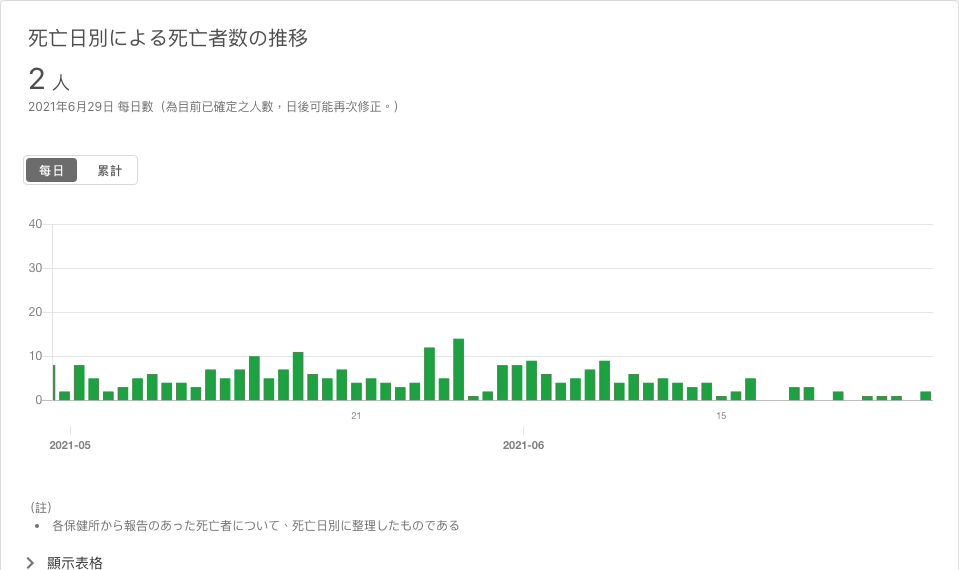 死亡日別による死亡者数の推移
2 人
2021年6月29日 每日數（為目前已確定之人數，日後可能再次修正。）
每日 累計
40
30
20
10
0
21 15
2021-05 2021-06
（註）
• 各保健所から報告のあった死亡者について、死亡日別に整理したものである
顯示表格